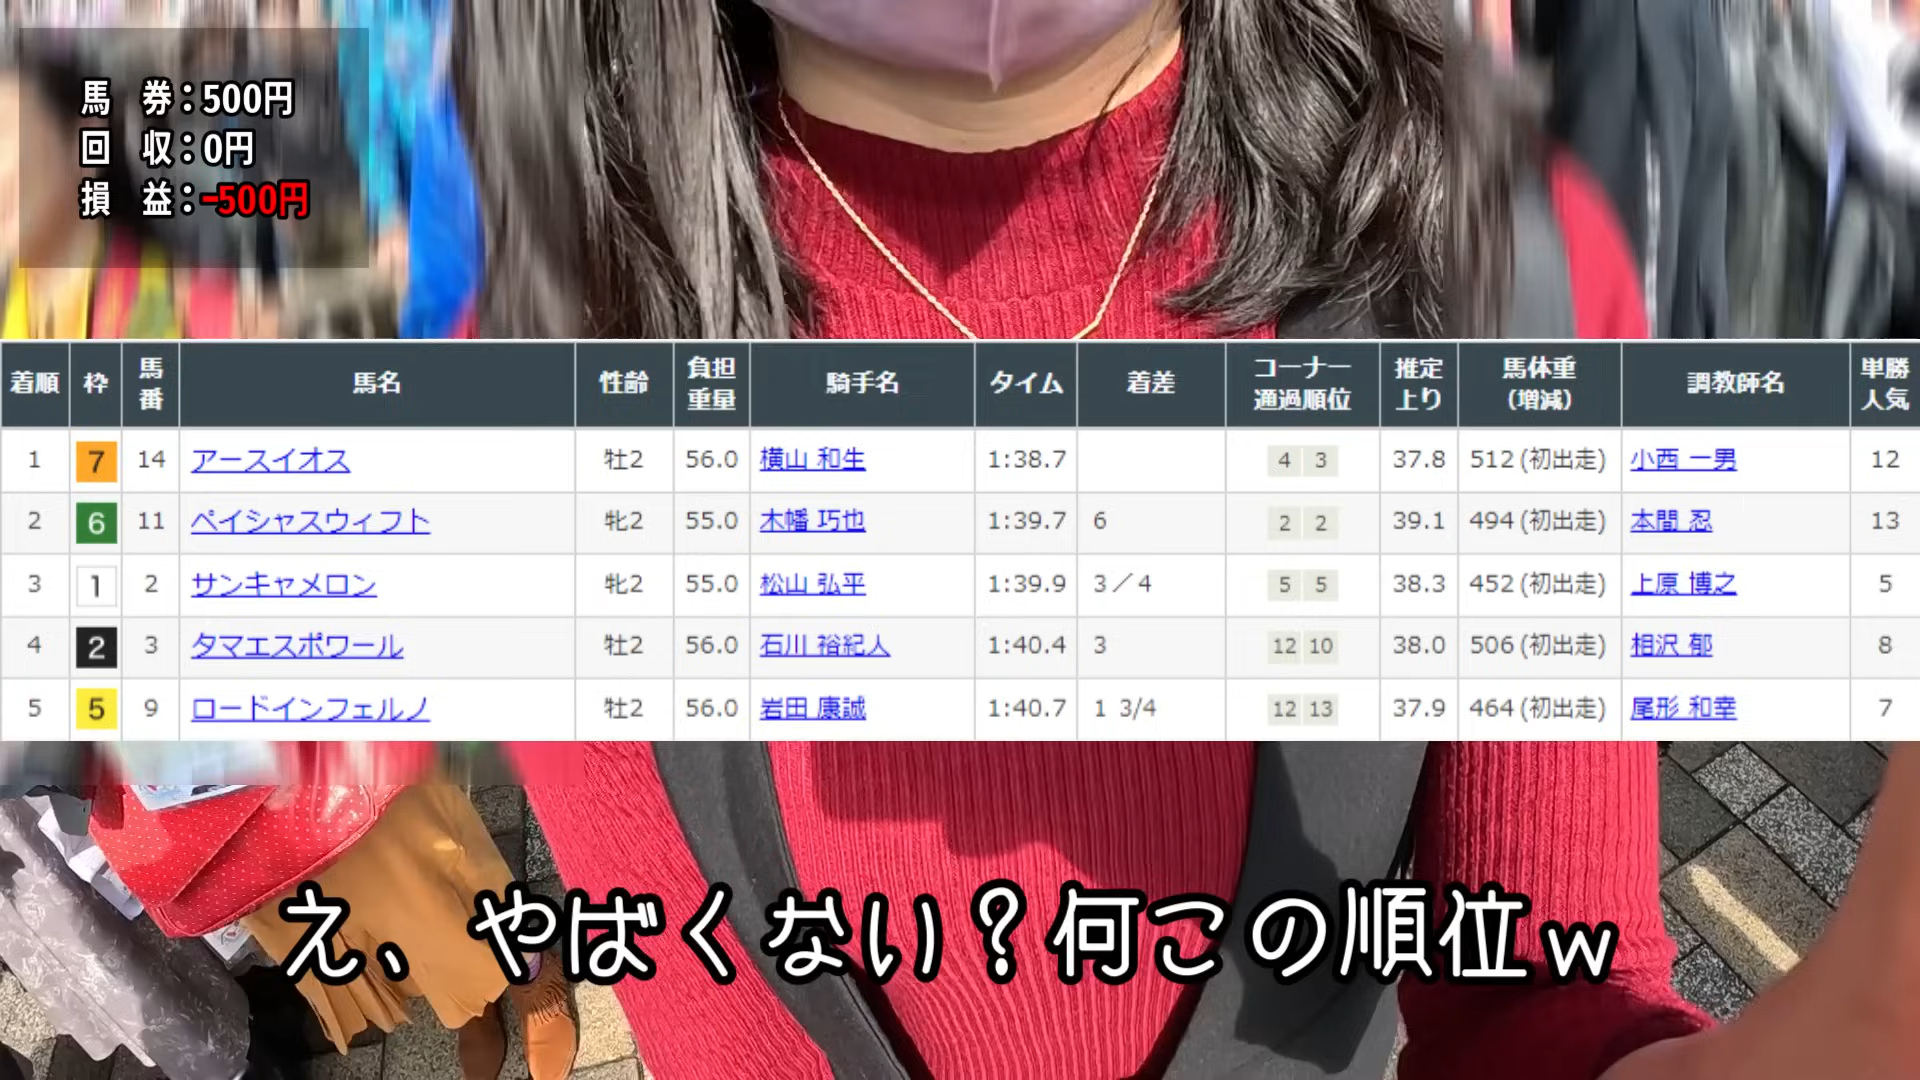 馬 券：500円
回 収：0円
損 益：-500円
着順 枠 馬番 馬名 性齢 負担重量 騎手名 タイム 着差 コーナー通過順位 推定上り 馬体重（増減） 調教師名 単勝人気
1 7 14 アースイオス 牡2 56.0 横山 和生 1:38.7 4 3 37.8 512 (初出走) 小西 一男 12
2 6 11 ペイシャスウィフト 牝2 55.0 木幡 巧也 1:39.7 6 2 2 39.1 494 (初出走) 本間 忍 13
3 1 2 サンキャメロン 牝2 55.0 松山 弘平 1:39.9 3／4 5 5 38.3 452 (初出走) 上原 博之 5
4 2 3 タマエスポワール 牡2 56.0 石川 裕紀人 1:40.4 3 12 10 38.0 506 (初出走) 相沢 郁 8
5 5 9 ロードインフェルノ 牡2 56.0 岩田 康誠 1:40.7 1 3/4 12 13 37.9 464 (初出走) 尾形 和幸 7
え、やばくない？何この順位ｗ